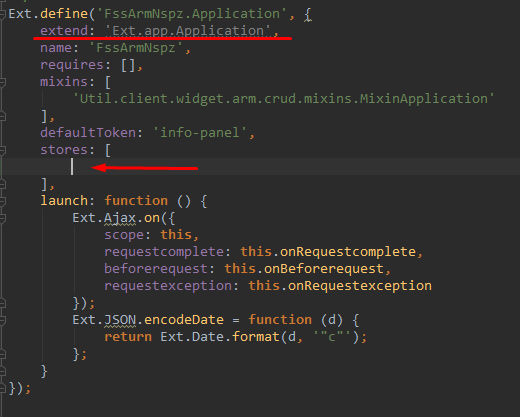 Ext.define('FssArmNspz.Application', {
    extend: 'Ext.app.Application',
    name: 'FssArmNspz',
    requires: [],
    mixins: [
        'Util.client.widget.arm.crud.mixins.MixinApplication'
    ],
    defaultToken: 'info-panel',
    stores: [
    ],
    launch: function () {
        Ext.Ajax.on({
            scope: this,
            requestcomplete: this.onRequestcomplete,
            beforerequest: this.onBeforerequest,
            requestexception: this.onRequestexception
        });
        Ext.JSON.encodeDate = function (d) {
            return Ext.Date.format(d, '"c"');
        };
    }
});